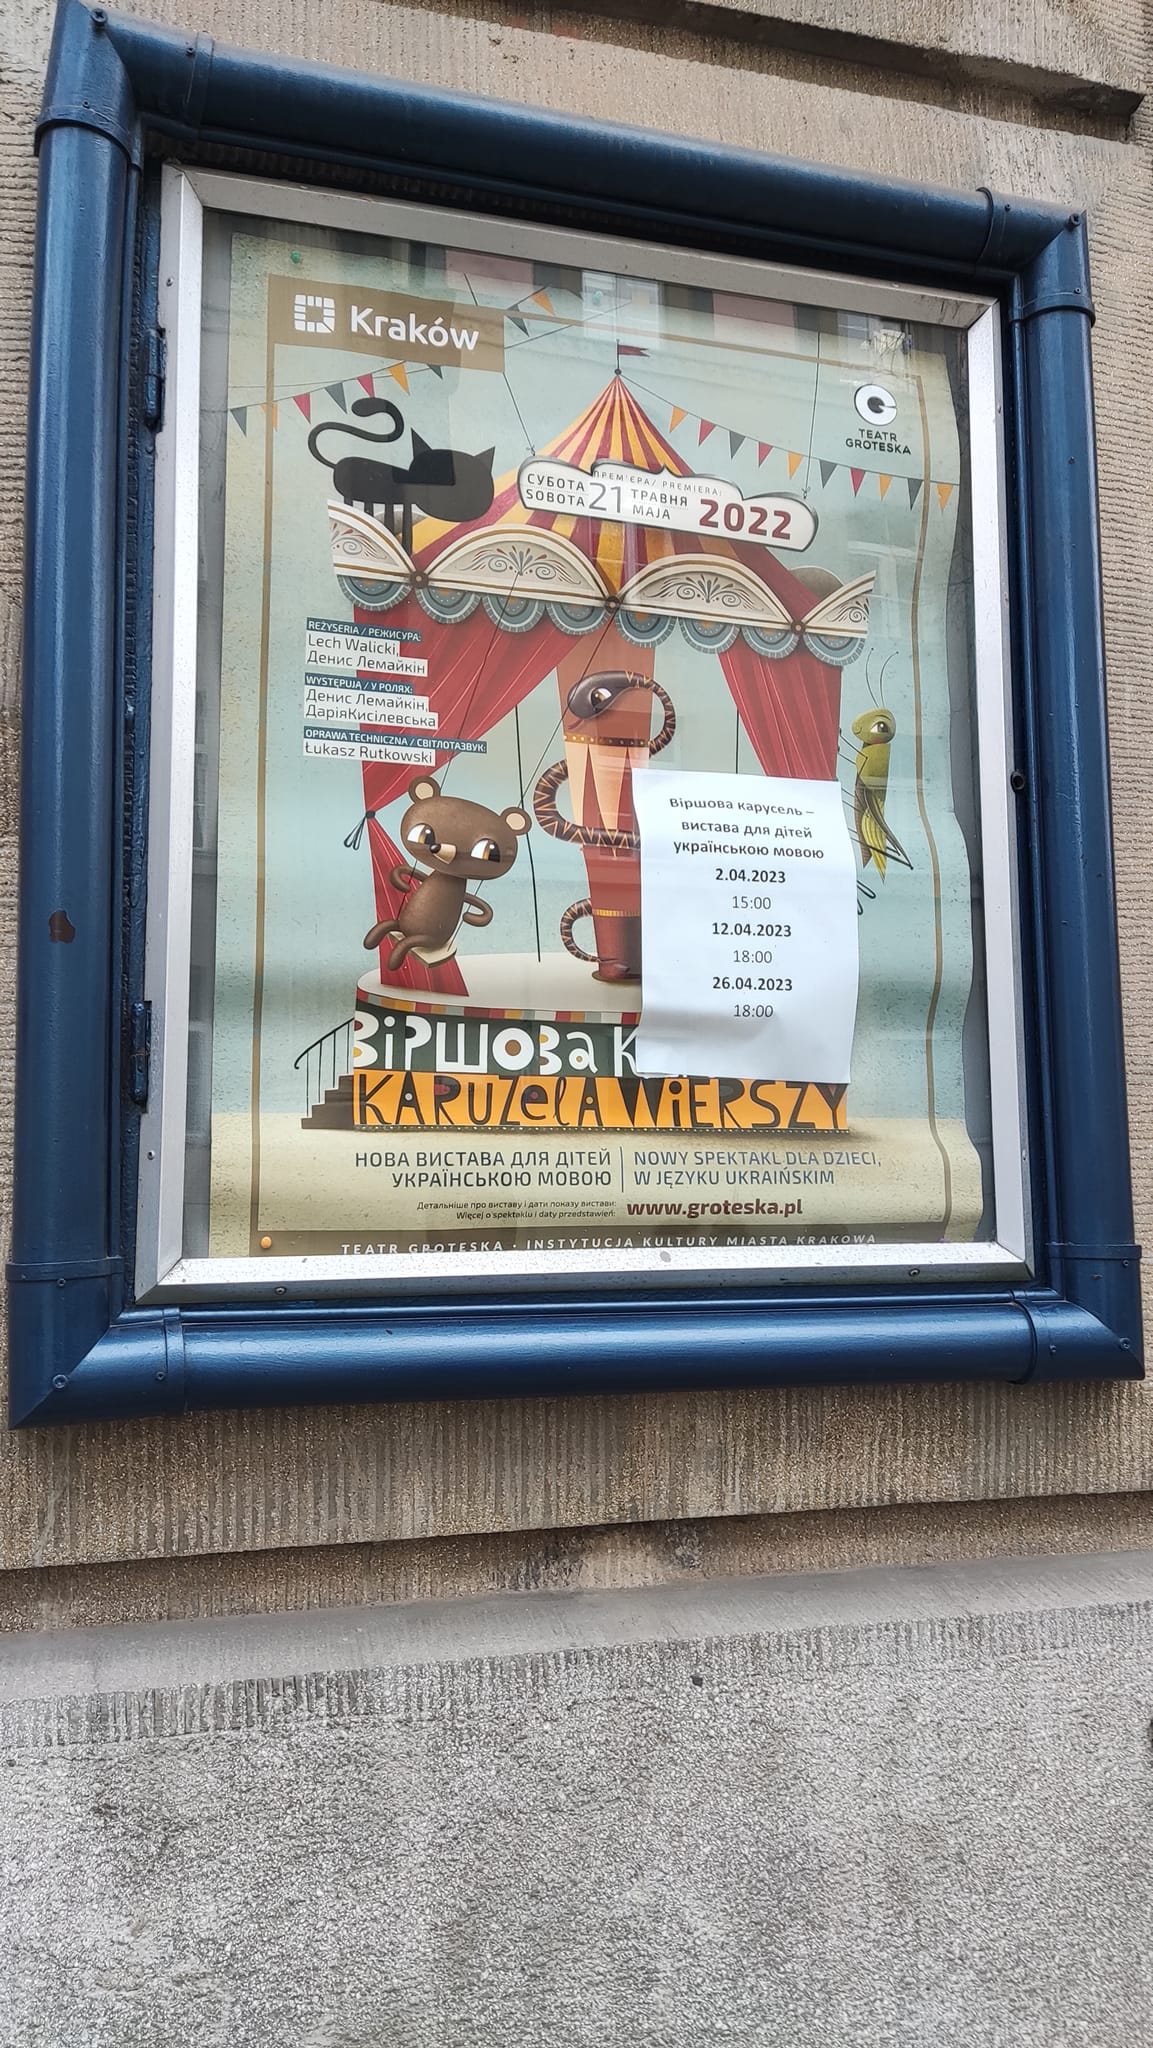 Kraków
TEATR
GROTESKA
ПРЕМ'ЄРА/ PREMIERA:
СУБОТА
SOBOTA
21
ТРАВНЯ
MAJA
2022
REŻYSERIA / РЕЖИСУРА:
Lech Walicki,
Денис Лемайкін
WYSTĘPUJĄ / У РОЛЯХ:
Денис Лемайкін,
ДаріяКисілевська
OPRAWA TECHNICZNA / СВІТЛОТАЗВУК:
Łukasz Rutkowski
Віршова карусель –
вистава для дітей
українською мовою
2.04.2023
15:00
12.04.2023
18:00
26.04.2023
18:00
ВІРШОВА К
KARUZELA WIERSZY
НОВА ВИСТАВА ДЛЯ ДІТЕЙ
УКРАЇНСЬКОЮ МОВОЮ
NOWY SPEKTAKL DLA DZIECI,
W JĘZYKU UKRAIŃSKIM
Детальніше про виставу і дати показу вистави:
Więcej o spektaklu i daty przedstawień:
www.groteska.pl
TEATR GROTESKA · INSTYTUCJA KULTURY MIASTA KRAKOWA